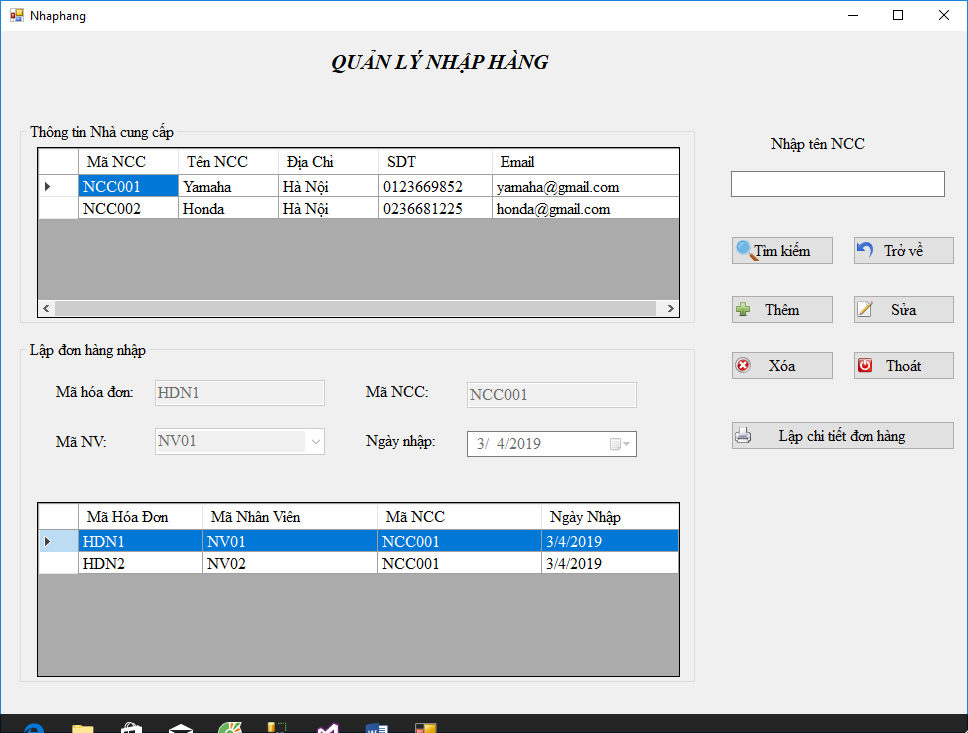 Nhaphang
QUẢN LÝ NHẬP HÀNG
Thông tin Nhà cung cấp
Mã NCC Tên NCC Địa Chỉ SDT Email
NCC001 Yamaha Hà Nội 0123669852 yamaha@gmail.com
NCC002 Honda Hà Nội 0236681225 honda@gmail.com
Nhập tên NCC
Tìm kiếm Trở về
Thêm Sửa
Xóa Thoát
Lập chi tiết đơn hàng
Lập đơn hàng nhập
Mã hóa đơn: HDN1 Mã NCC: NCC001
Mã NV: NV01 Ngày nhập: 3/ 4/2019
Mã Hóa Đơn Mã Nhân Viên Mã NCC Ngày Nhập
HDN1 NV01 NCC001 3/4/2019
HDN2 NV02 NCC001 3/4/2019